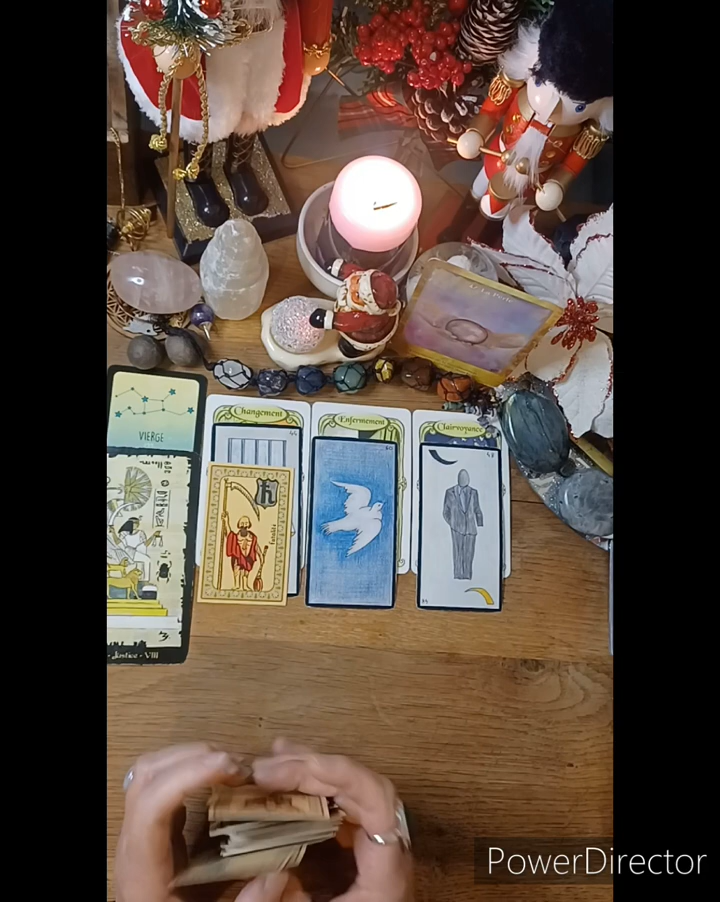 VIERGE
Changement
Enfermement
Clairvoyance
fatalité
Justice - VIII
PowerDirector